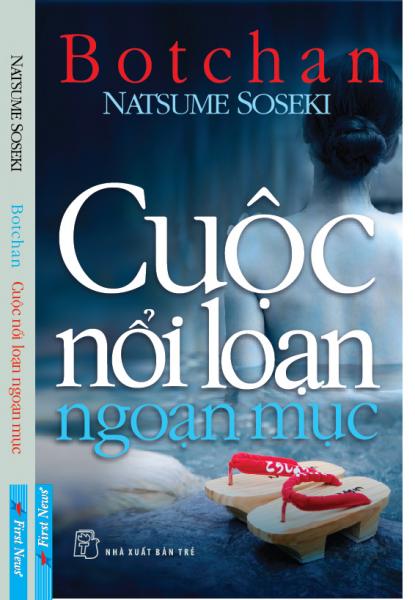 NATSUME SOSEKI
Botchan Cuộc nổi loạn ngoạn mục
First News
Botchan
NATSUME SOSEKI
Cuộc
nổi loạn
ngoạn mục
First News
NHÀ XUẤT BẢN TRẺ